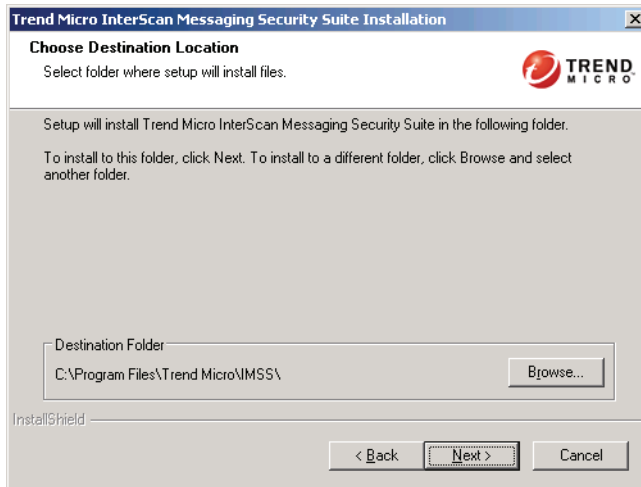 Trend Micro InterScan Messaging Security Suite Installation
Choose Destination Location
Select folder where setup will install files.
TREND
MICRO
Setup will install Trend Micro InterScan Messaging Security Suite in the following folder.
To install to this folder, click Next. To install to a different folder, click Browse and select
another folder.
Destination Folder
C:\Program Files\Trend Micro\IMSS\
Browse...
InstallShield
< Back
Next >
Cancel